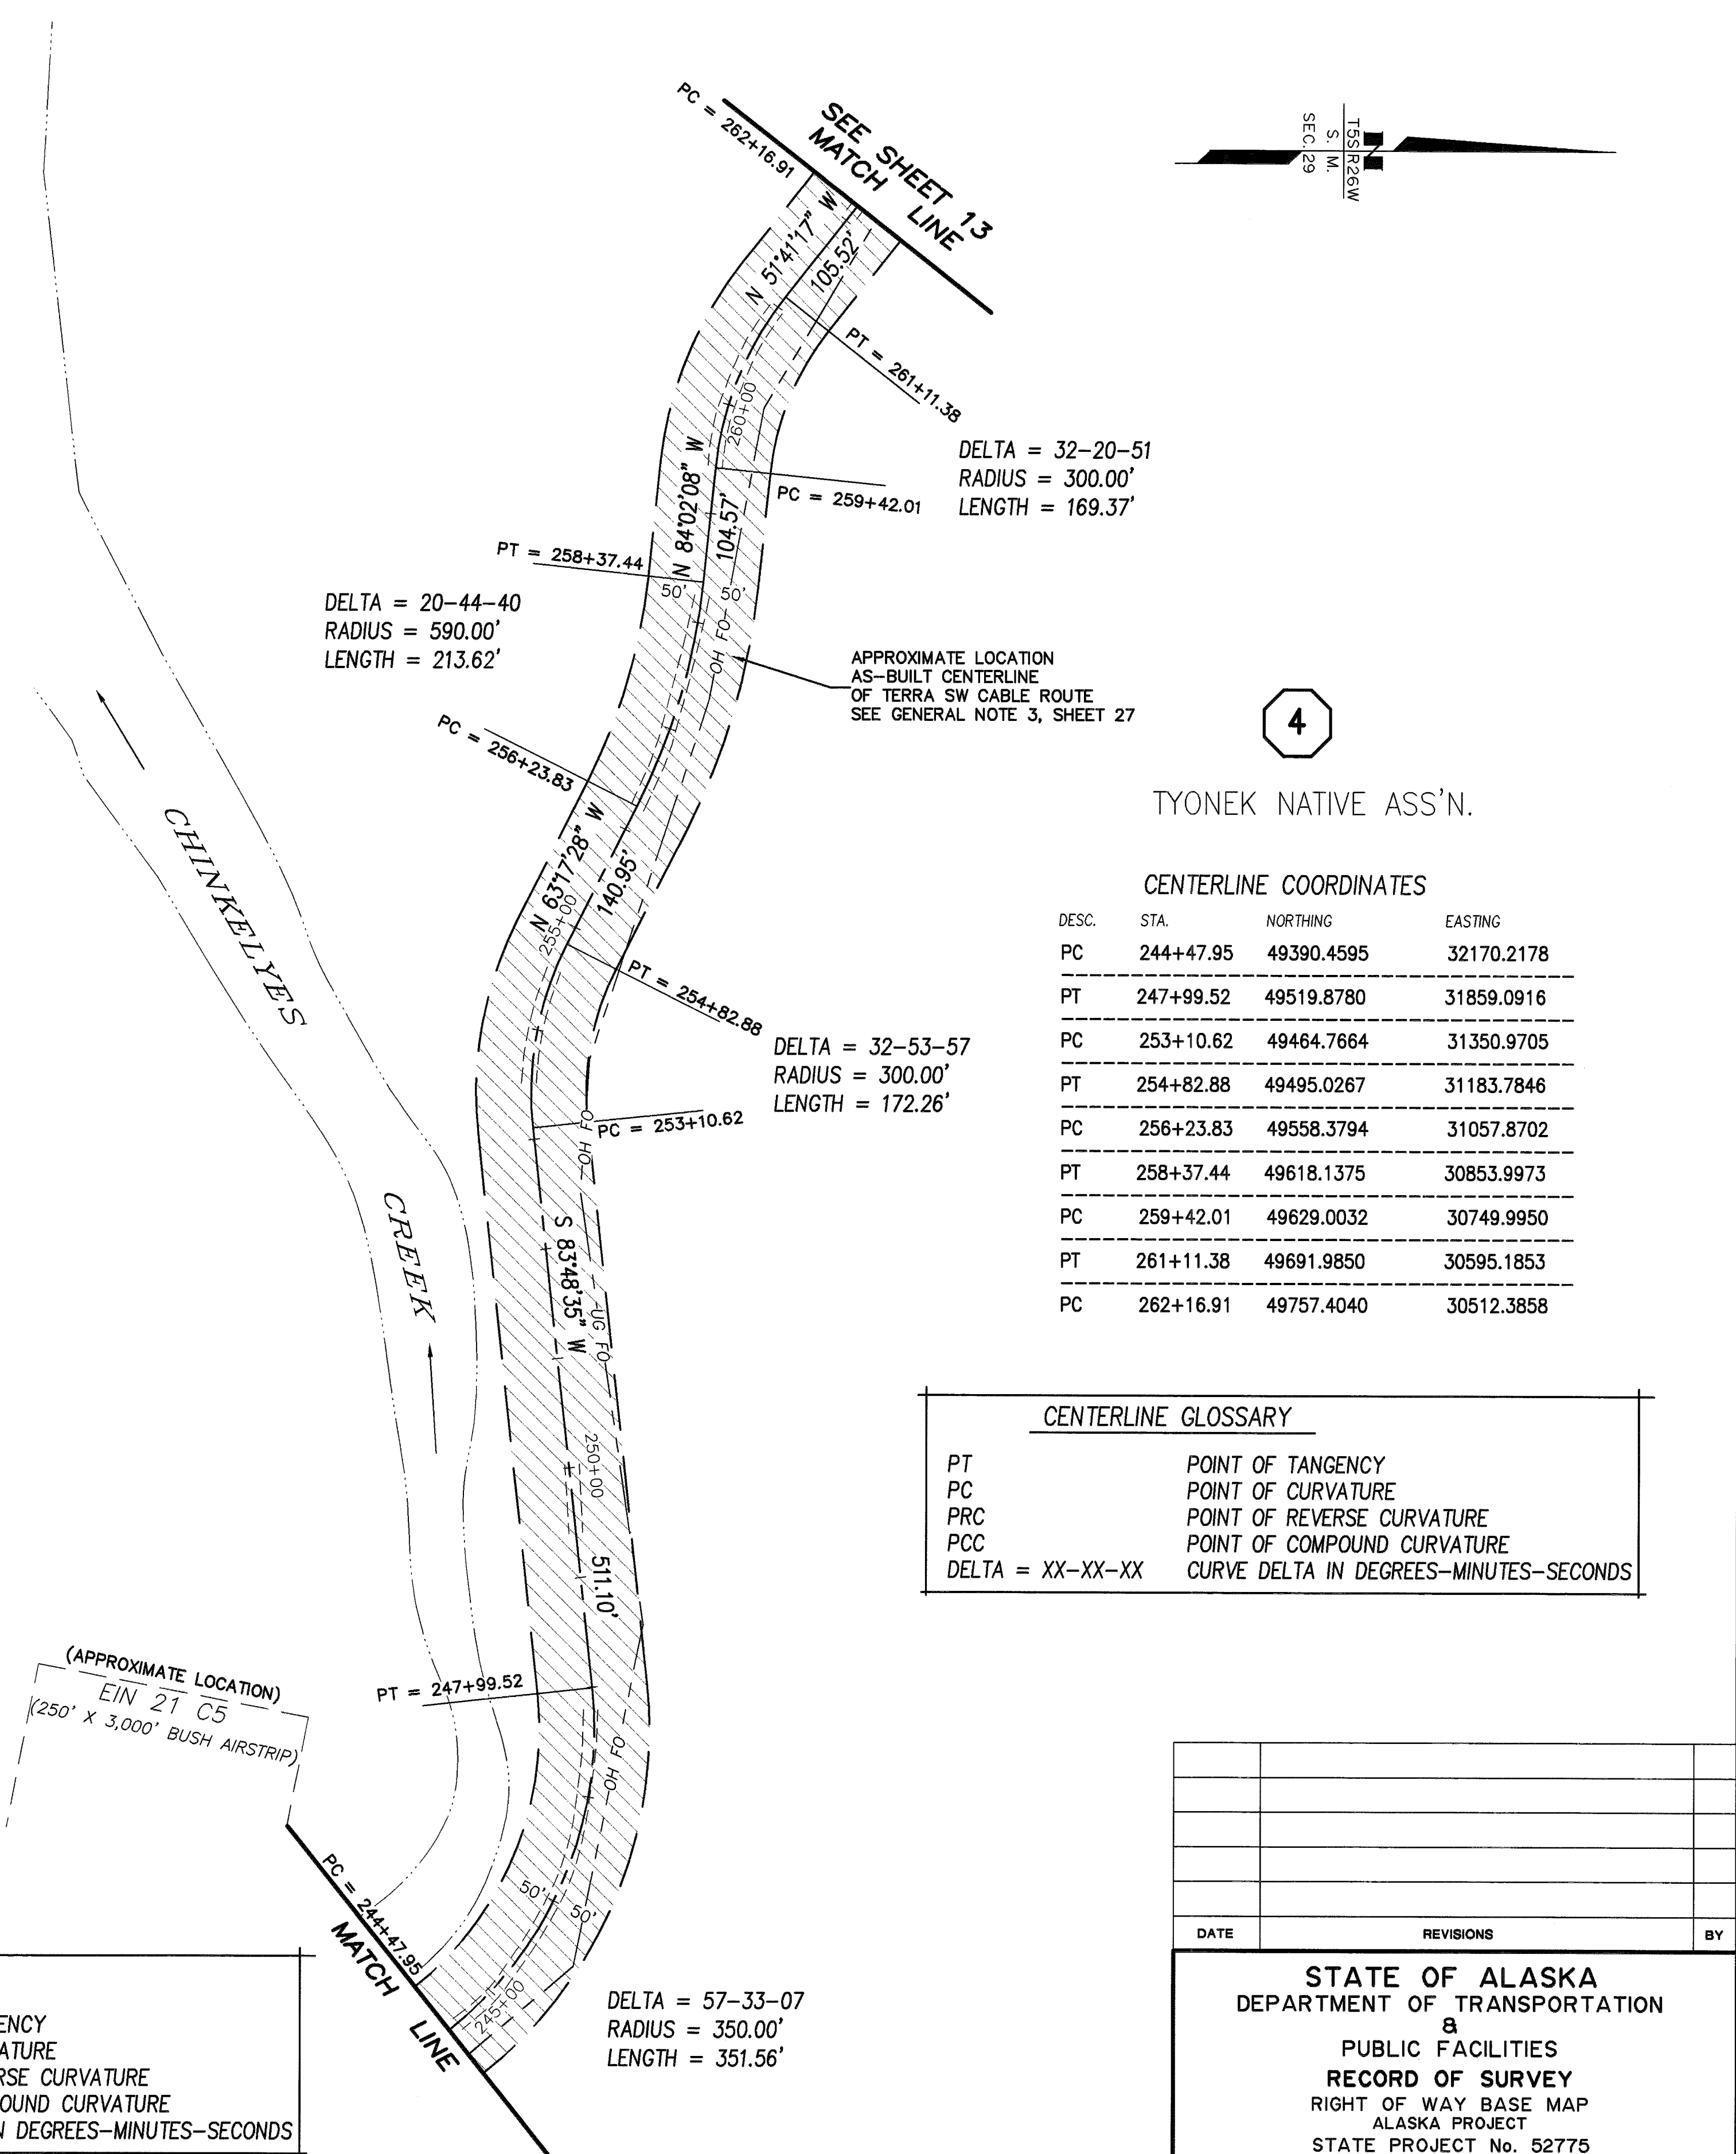 SEE SHEET 13
MATCH LINE
PC = 262+16.91
T5S R26W
S. M.
SEC. 29
N
N 51°41'17" W
105.52'
PT = 261+11.38
260+00
DELTA = 32-20-51
RADIUS = 300.00'
LENGTH = 169.37'
PC = 259+42.01
N 84°02'08" W
104.57'
PT = 258+37.44
50'
50'
DELTA = 20-44-40
RADIUS = 590.00'
LENGTH = 213.62'
OH FO
APPROXIMATE LOCATION
AS-BUILT CENTERLINE
OF TERRA SW CABLE ROUTE
SEE GENERAL NOTE 3, SHEET 27
4
TYONEK NATIVE ASS'N.
PC = 256+23.83
N 63°17'28" W
140.95'
255+00
PT = 254+82.88
DELTA = 32-53-57
RADIUS = 300.00'
LENGTH = 172.26'
PC = 253+10.62
OH FO
CHINKELYES
CREEK
S 83°48'35" W
UG FO
250+00
511.10'
CENTERLINE COORDINATES
DESC. STA. NORTHING EASTING
PC 244+47.95 49390.4595 32170.2178
PT 247+99.52 49519.8780 31859.0916
PC 253+10.62 49464.7664 31350.9705
PT 254+82.88 49495.0267 31183.7846
PC 256+23.83 49558.3794 31057.8702
PT 258+37.44 49618.1375 30853.9973
PC 259+42.01 49629.0032 30749.9950
PT 261+11.38 49691.9850 30595.1853
PC 262+16.91 49757.4040 30512.3858
CENTERLINE GLOSSARY
PT POINT OF TANGENCY
PC POINT OF CURVATURE
PRC POINT OF REVERSE CURVATURE
PCC POINT OF COMPOUND CURVATURE
DELTA = XX-XX-XX CURVE DELTA IN DEGREES-MINUTES-SECONDS
(APPROXIMATE LOCATION)
EIN 21 C5
(250' X 3,000' BUSH AIRSTRIP)
PT = 247+99.52
OH FO
50'
50'
PC = 244+47.95
MATCH LINE
245+00
DELTA = 57-33-07
RADIUS = 350.00'
LENGTH = 351.56'
ENCY
ATURE
RSE CURVATURE
OUND CURVATURE
N DEGREES-MINUTES-SECONDS
DATE REVISIONS BY
STATE OF ALASKA
DEPARTMENT OF TRANSPORTATION
&
PUBLIC FACILITIES
RECORD OF SURVEY
RIGHT OF WAY BASE MAP
ALASKA PROJECT
STATE PROJECT No. 52775